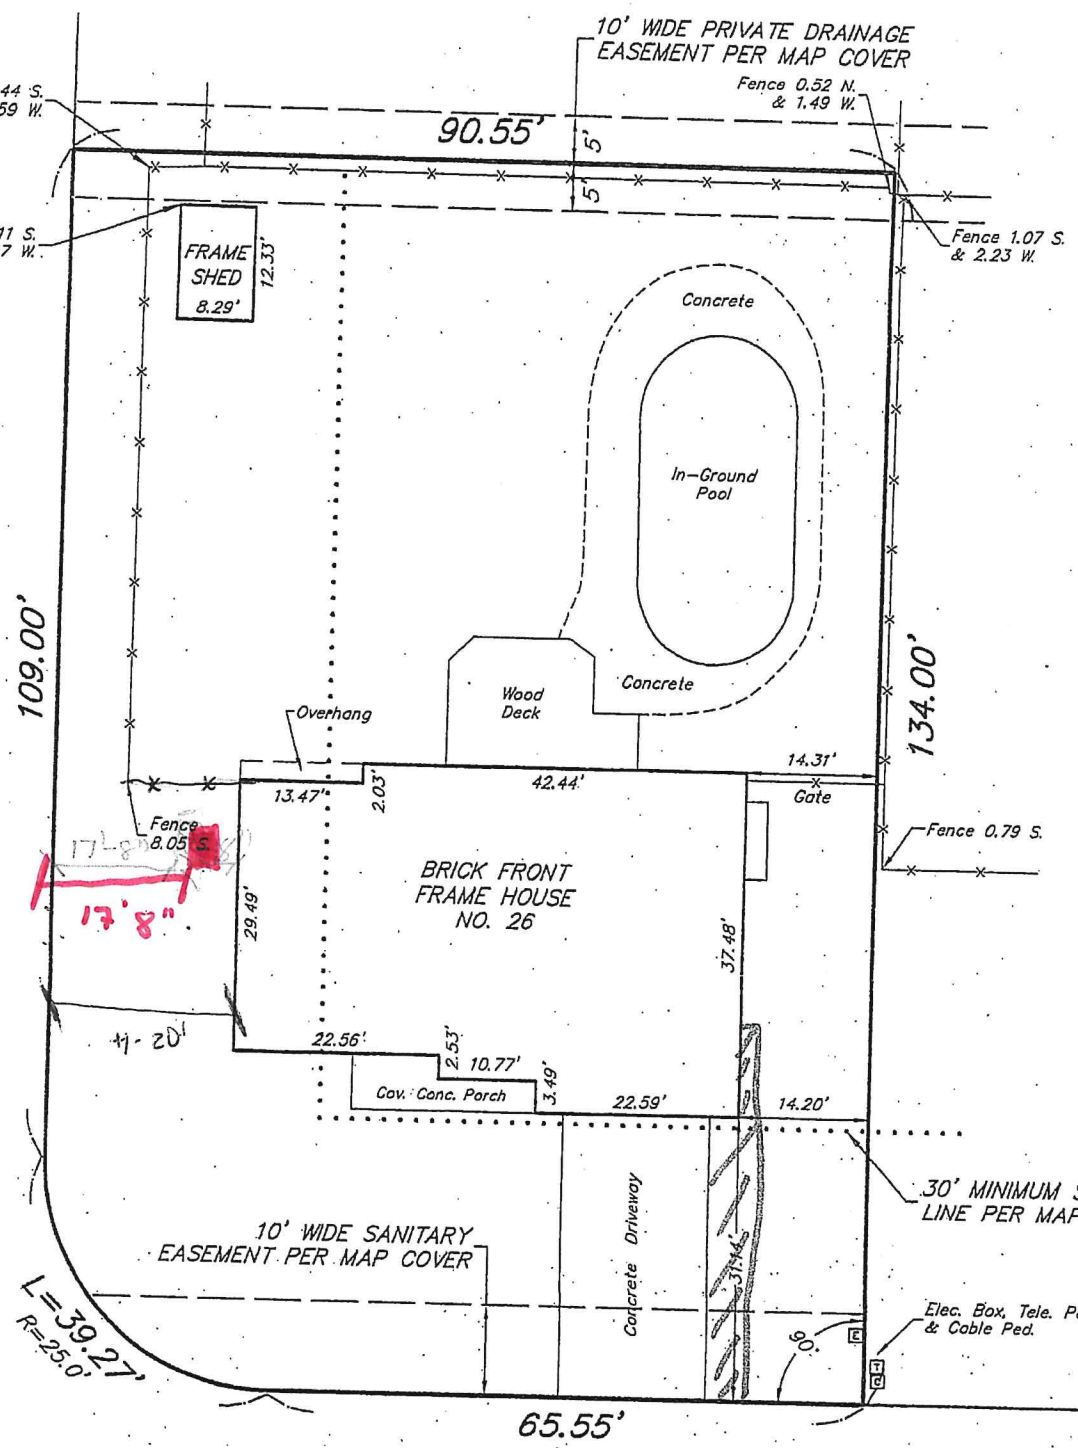 10' WIDE PRIVATE DRAINAGE
EASEMENT PER MAP COVER
44 S.
59 W.
Fence 0.52 N.
& 1.49 W.
90.55'
5'
5'
11 S.
7 W.
FRAME
SHED
8.29'
12.33'
Fence 1.07 S.
& 2.23 W.
Concrete
In-Ground
Pool
109.00'
134.00'
Wood
Deck
Concrete
Overhang
14.31'
13.47'
2.03'
42.44'
Gate
Fence
8.05 S.
17'-8"
17'8"
Fence 0.79 S.
BRICK FRONT
FRAME HOUSE
NO. 26
29.49'
37.48'
+/- 20'
22.56'
2.53'
10.77'
3.49'
Cov. Conc. Porch
22.59'
14.20'
30' MINIMUM
LINE PER MAP
10' WIDE SANITARY
EASEMENT PER MAP COVER
Concrete Driveway
31.14'
L=39.27'
R=25.0'
90°
E
Elec. Box, Tele.
& Cable Ped.
T
C
65.55'